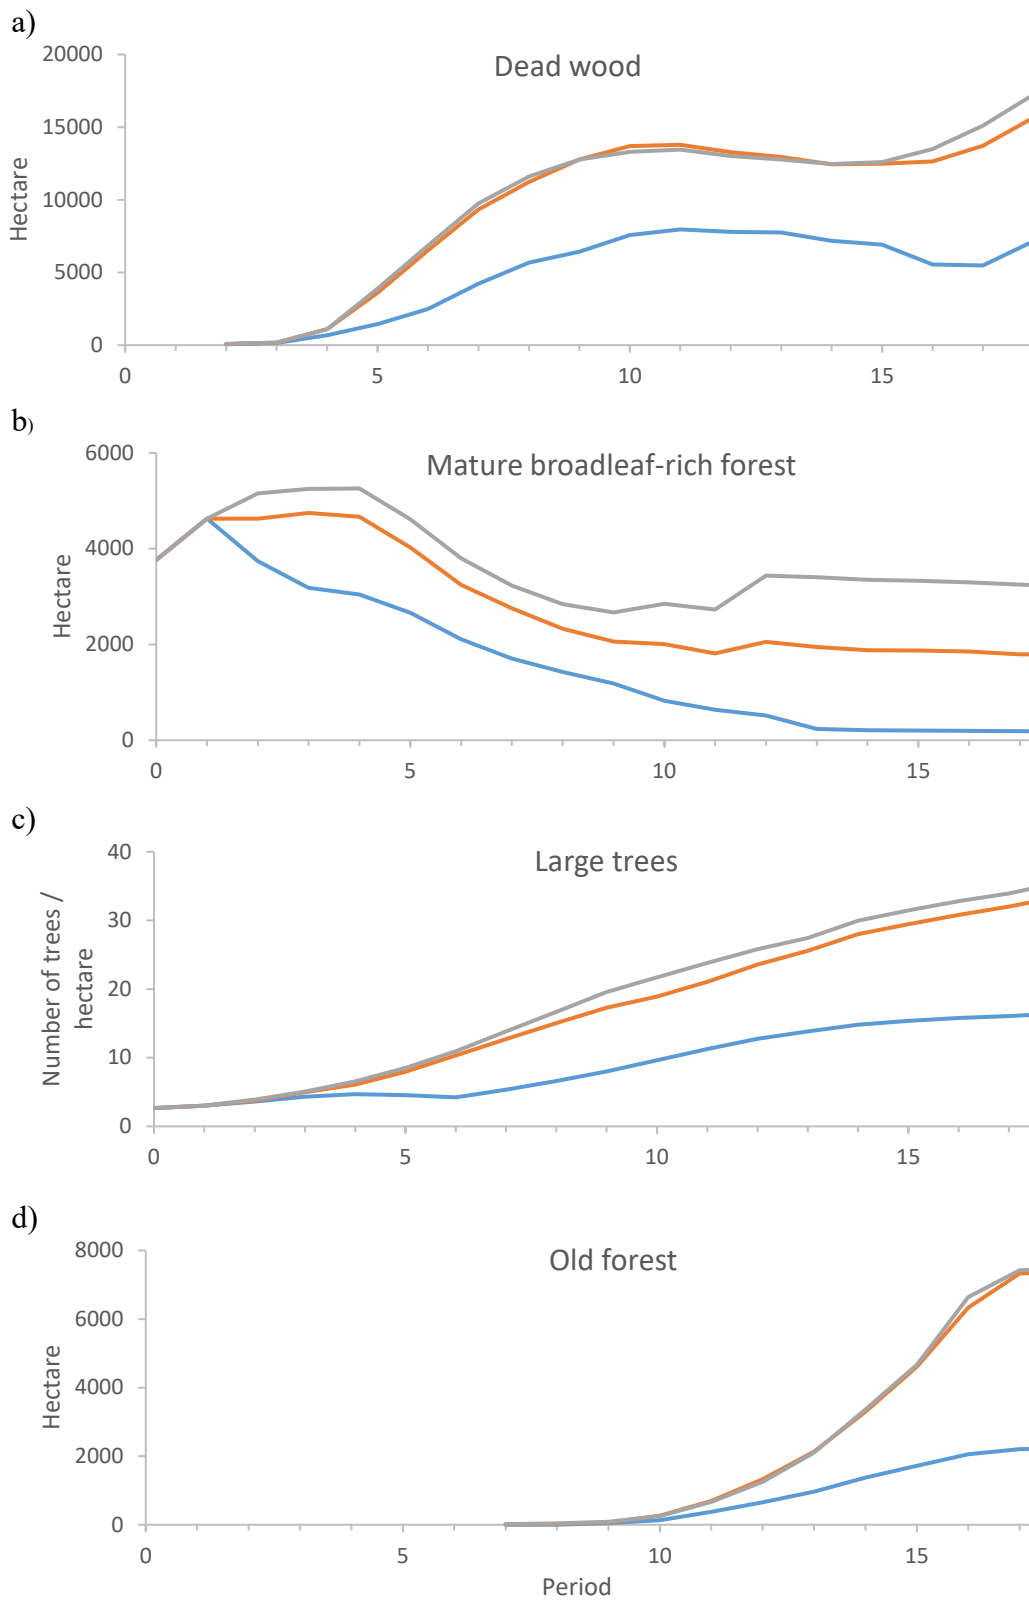 a)
Dead wood
20000
15000
10000
5000
0
Hectare
0 5 10 15
b)
Mature broadleaf-rich forest
6000
4000
2000
0
Hectare
0 5 10 15
c)
Large trees
40
30
20
10
0
Number of trees /
hectare
0 5 10 15
d)
Old forest
8000
6000
4000
2000
0
Hectare
0 5 10 15
Period